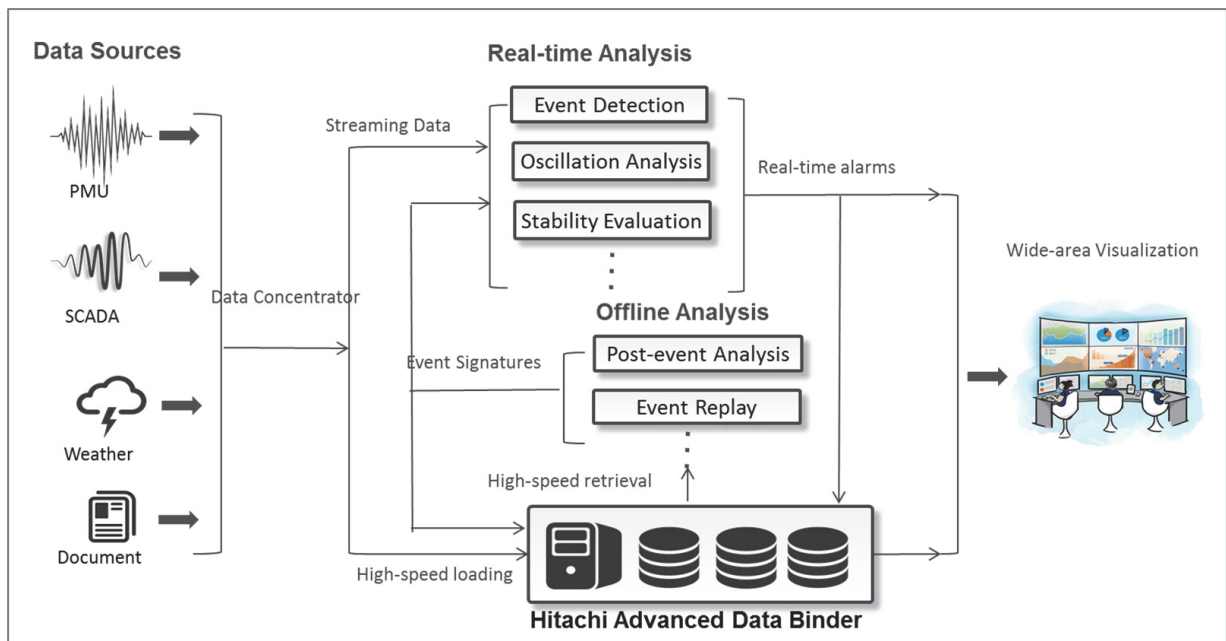 Data Sources
PMU
SCADA
Weather
Document
Data Concentrator
Streaming Data
Real-time Analysis
Event Detection
Oscillation Analysis
Stability Evaluation
Real-time alarms
Offline Analysis
Event Signatures
Post-event Analysis
Event Replay
High-speed retrieval
High-speed loading
Hitachi Advanced Data Binder
Wide-area Visualization